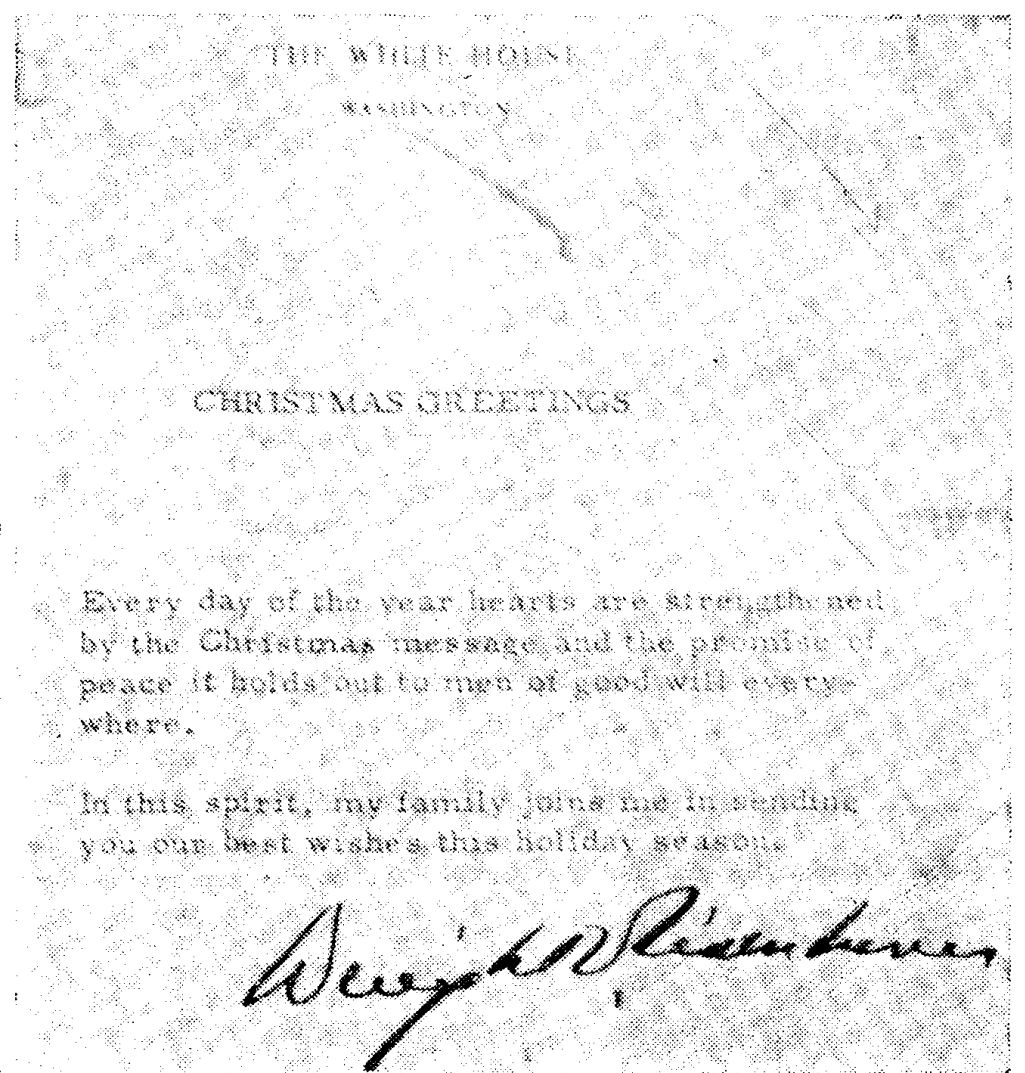 THE WHITE HOUSE
WASHINGTON
CHRISTMAS GREETINGS
Every day of the year hearts are strengthened
by the Christmas message and the promise of
peace it holds out to men of good will every-
where.
In this spirit, my family joins me in sending
you our best wishes this holiday season.
Dwight D. Eisenhower